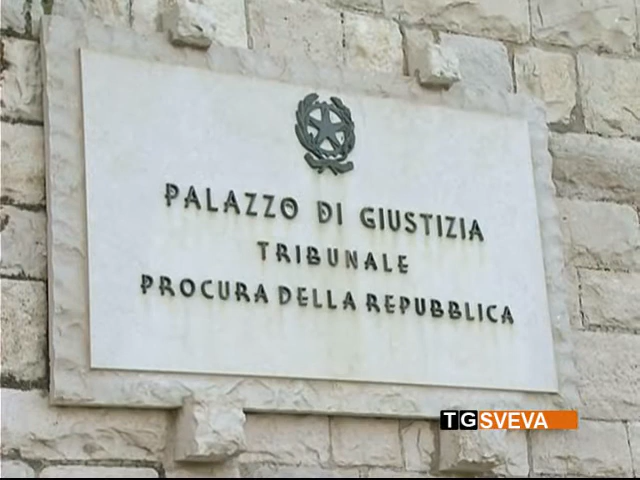 PALAZZO DI GIUSTIZIA
TRIBUNALE
PROCURA DELLA REPUBBLICA
TGSVEVA